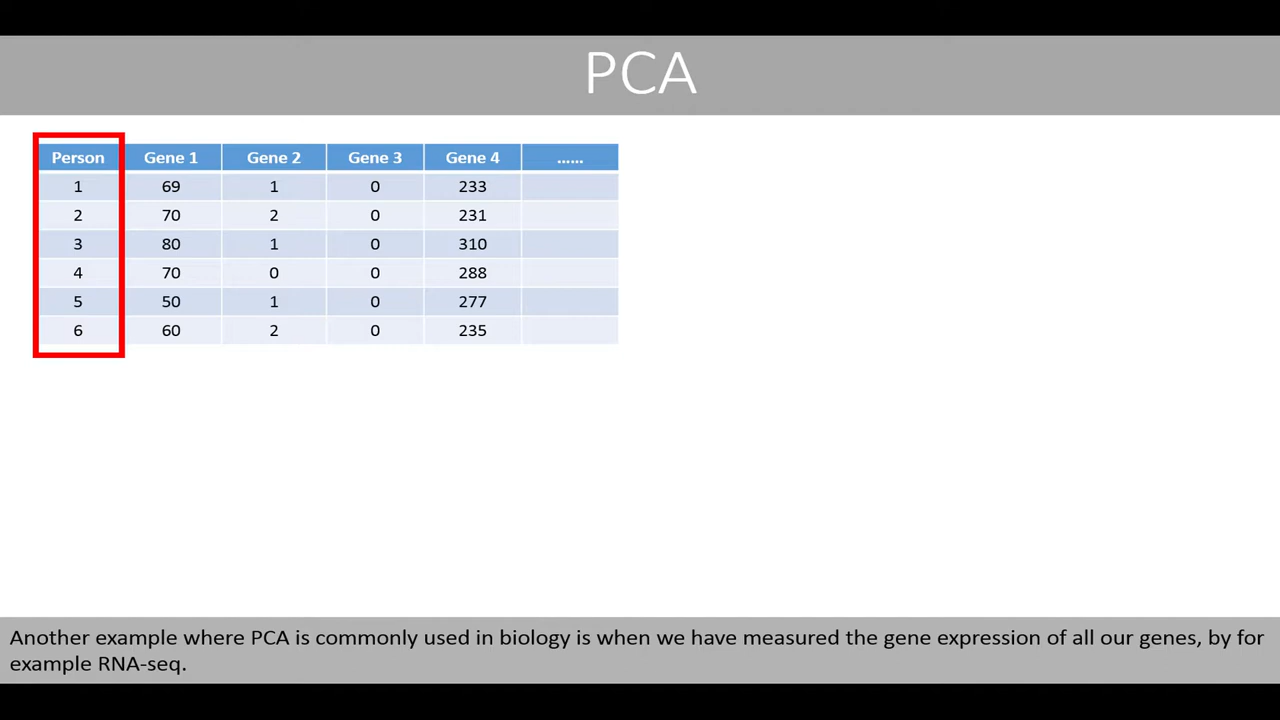 PCA
Person Gene 1 Gene 2 Gene 3 Gene 4 ......
1 69 1 0 233
2 70 2 0 231
3 80 1 0 310
4 70 0 0 288
5 50 1 0 277
6 60 2 0 235
Another example where PCA is commonly used in biology is when we have measured the gene expression of all our genes, by for
example RNA-seq.